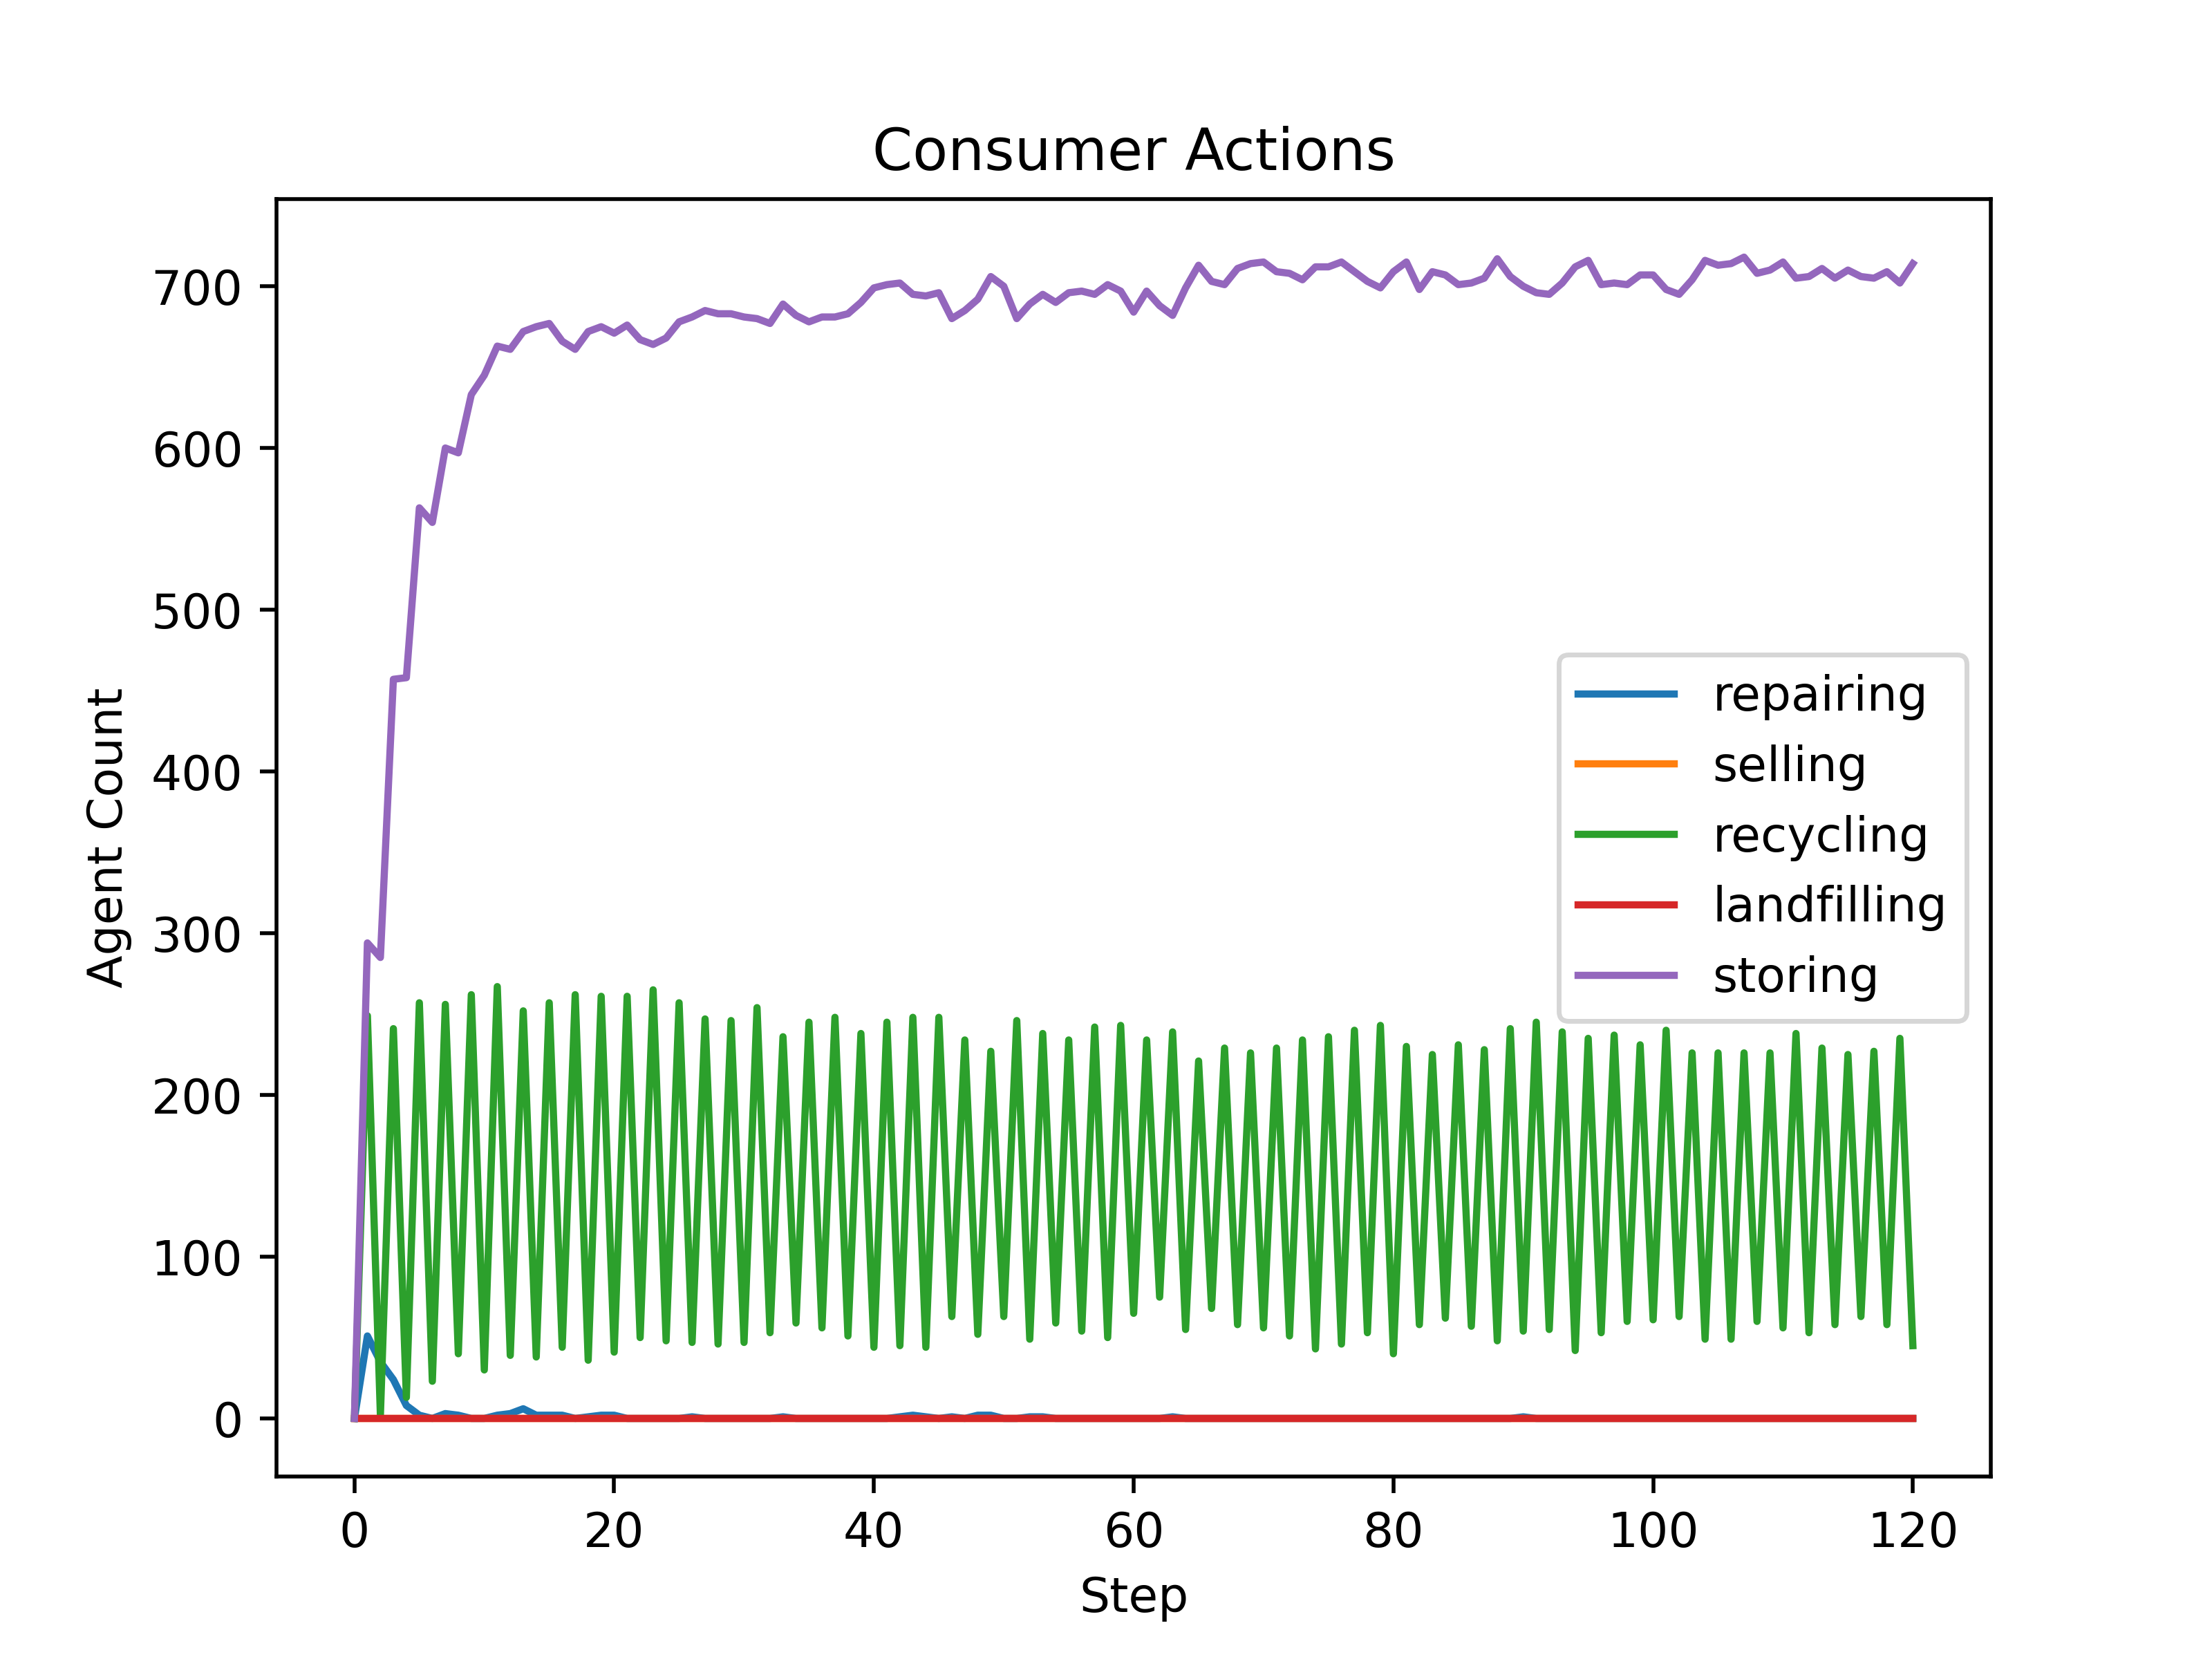 Consumer Actions
700
600
500
400
300
200
100
0
Agent Count
repairing
selling
recycling
landfilling
storing
0 20 40 60 80 100 120
Step